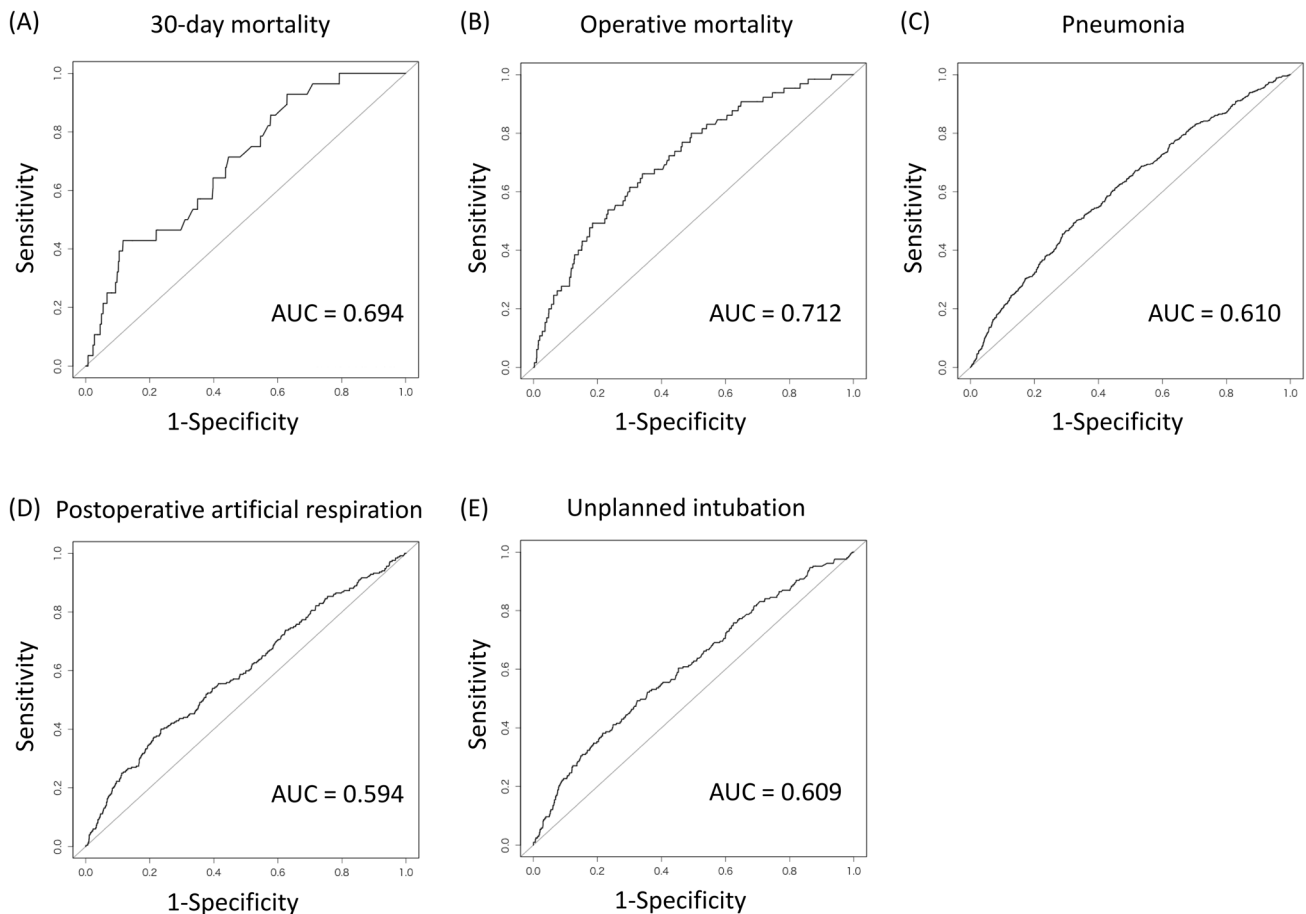 (A) 30-day mortality
1.0
0.8
0.6
0.4
0.2
0.0
Sensitivity
AUC = 0.694
0.0 0.2 0.4 0.6 0.8 1.0
1-Specificity
(B) Operative mortality
1.0
0.8
0.6
0.4
0.2
0.0
Sensitivity
AUC = 0.712
0.0 0.2 0.4 0.6 0.8 1.0
1-Specificity
(C) Pneumonia
1.0
0.8
0.6
0.4
0.2
0.0
Sensitivity
AUC = 0.610
0.0 0.2 0.4 0.6 0.8 1.0
1-Specificity
(D) Postoperative artificial respiration
1.0
0.8
0.6
0.4
0.2
0.0
Sensitivity
AUC = 0.594
0.0 0.2 0.4 0.6 0.8 1.0
1-Specificity
(E) Unplanned intubation
1.0
0.8
0.6
0.4
0.2
0.0
Sensitivity
AUC = 0.609
0.0 0.2 0.4 0.6 0.8 1.0
1-Specificity